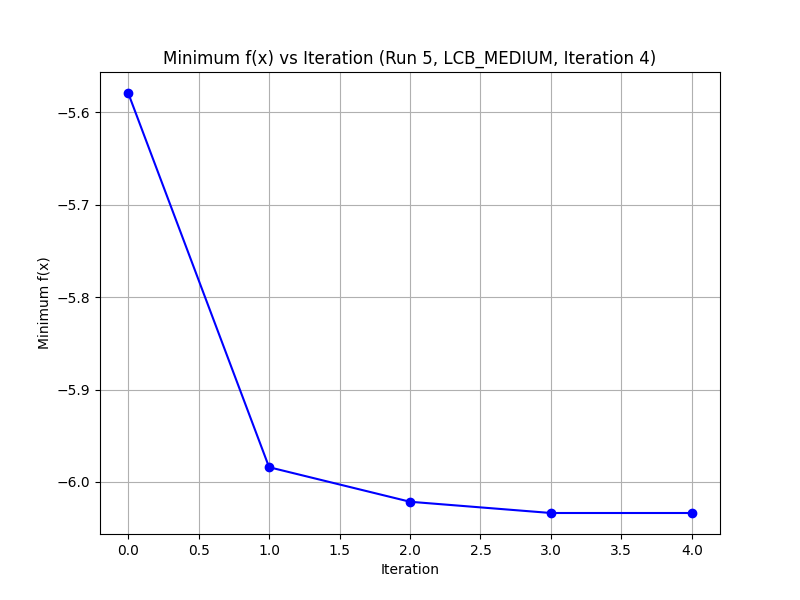 Minimum f(x) vs Iteration (Run 5, LCB_MEDIUM, Iteration 4)
−5.6
−5.7
−5.8
−5.9
−6.0
Minimum f(x)
0.0 0.5 1.0 1.5 2.0 2.5 3.0 3.5 4.0
Iteration